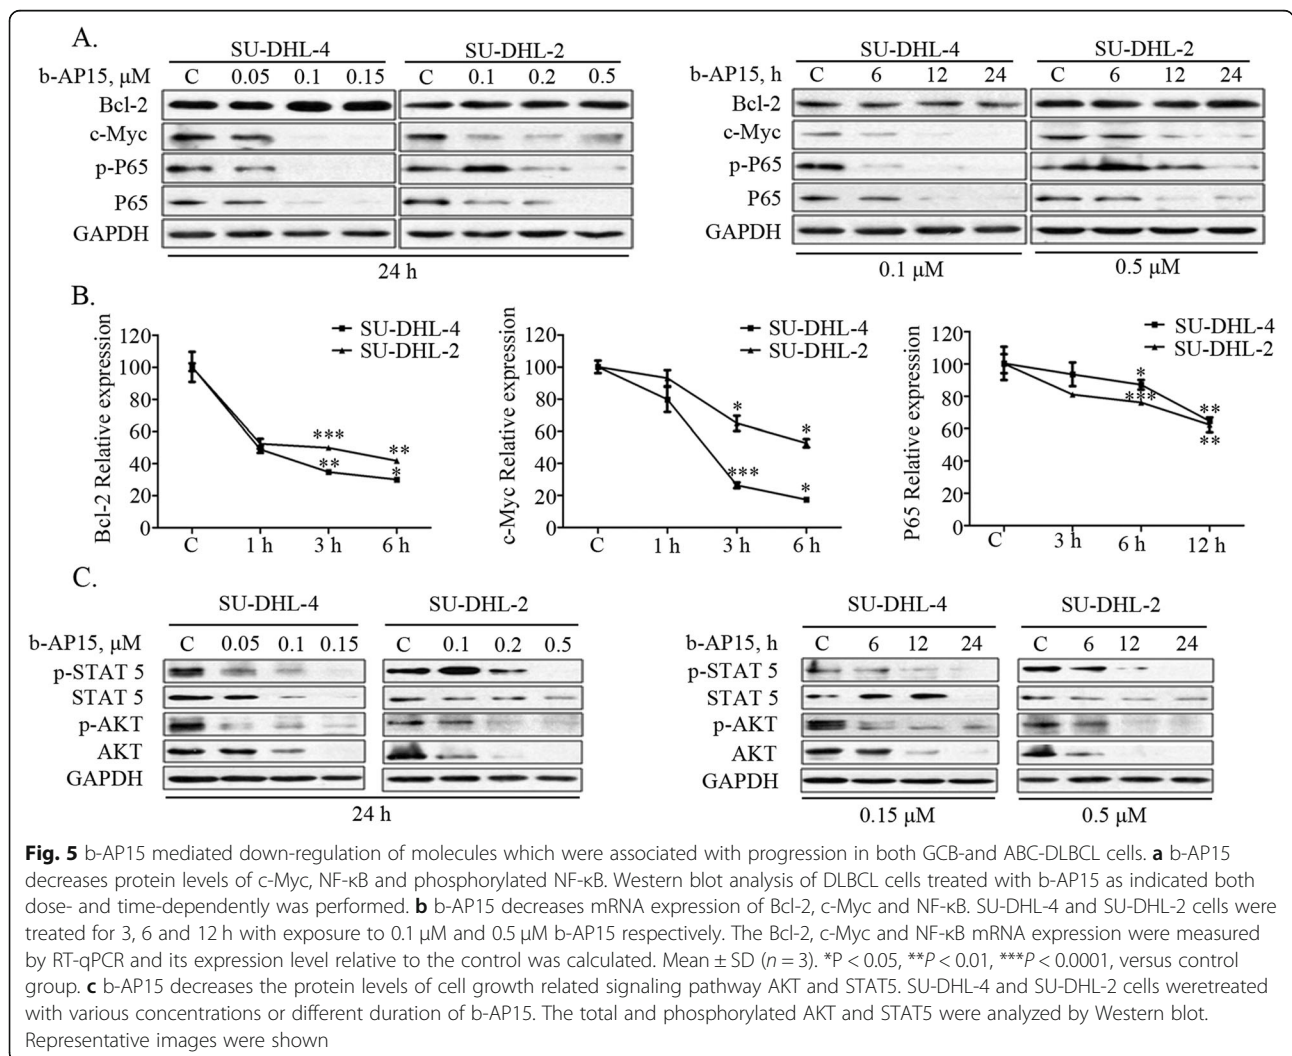 A.
SU-DHL-4 SU-DHL-2 SU-DHL-4 SU-DHL-2
b-AP15, μM C 0.05 0.1 0.15 C 0.1 0.2 0.5 b-AP15, h C 6 12 24 C 6 12 24
Bcl-2 Bcl-2
c-Myc c-Myc
p-P65 p-P65
P65 P65
GAPDH GAPDH
24 h 0.1 μM 0.5 μM
B.
Bcl-2 Relative expression
120
100
80
60
40
20
0
SU-DHL-4
SU-DHL-2
*** **
** *
C 1 h 3 h 6 h
c-Myc Relative expression
120
100
80
60
40
20
0
SU-DHL-4
SU-DHL-2
* *
*** *
C 1 h 3 h 6 h
P65 Relative expression
120
100
80
60
40
20
0
SU-DHL-4
SU-DHL-2
* **
*** **
C 3 h 6 h 12 h
C.
SU-DHL-4 SU-DHL-2 SU-DHL-4 SU-DHL-2
b-AP15, μM C 0.05 0.1 0.15 C 0.1 0.2 0.5 b-AP15, h C 6 12 24 C 6 12 24
p-STAT 5 p-STAT 5
STAT 5 STAT 5
p-AKT p-AKT
AKT AKT
GAPDH GAPDH
24 h 0.15 μM 0.5 μM
Fig. 5 b-AP15 mediated down-regulation of molecules which were associated with progression in both GCB-and ABC-DLBCL cells. a b-AP15
decreases protein levels of c-Myc, NF-κB and phosphorylated NF-κB. Western blot analysis of DLBCL cells treated with b-AP15 as indicated both
dose- and time-dependently was performed. b b-AP15 decreases mRNA expression of Bcl-2, c-Myc and NF-κB. SU-DHL-4 and SU-DHL-2 cells were
treated for 3, 6 and 12 h with exposure to 0.1 μM and 0.5 μM b-AP15 respectively. The Bcl-2, c-Myc and NF-κB mRNA expression were measured
by RT-qPCR and its expression level relative to the control was calculated. Mean ± SD (n = 3). *P < 0.05, **P < 0.01, ***P < 0.0001, versus control
group. c b-AP15 decreases the protein levels of cell growth related signaling pathway AKT and STAT5. SU-DHL-4 and SU-DHL-2 cells weretreated
with various concentrations or different duration of b-AP15. The total and phosphorylated AKT and STAT5 were analyzed by Western blot.
Representative images were shown